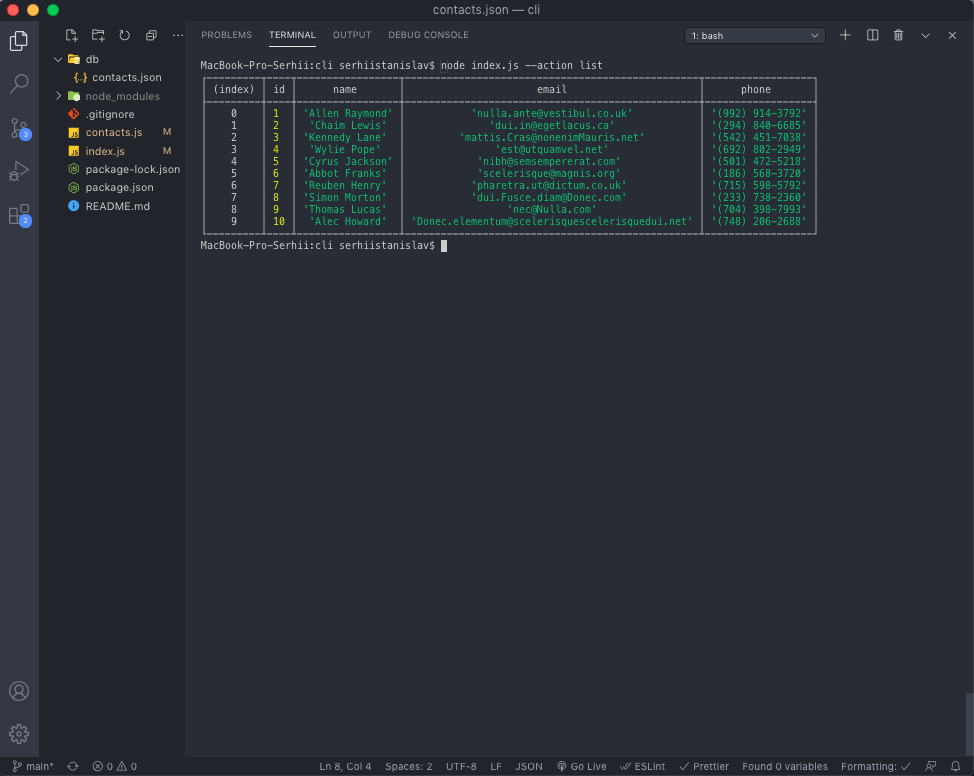 contacts.json — cli
PROBLEMS TERMINAL OUTPUT DEBUG CONSOLE 1: bash
db
{..} contacts.json
node_modules
.gitignore
JS contacts.js M
JS index.js M
package-lock.json
package.json
README.md
3
2
MacBook-Pro-Serhii:cli serhiistanislav$ node index.js --action list
(index) id name email phone
0 1 'Allen Raymond' 'nulla.ante@vestibul.co.uk' '(992) 914-3792'
1 2 'Chaim Lewis' 'dui.in@egetlacus.ca' '(294) 840-6685'
2 3 'Kennedy Lane' 'mattis.Cras@nonenimMauris.net' '(542) 451-7038'
3 4 'Wylie Pope' 'est@utquamvel.net' '(692) 802-2949'
4 5 'Cyrus Jackson' 'nibh@semsempererat.com' '(501) 472-5218'
5 6 'Abbot Franks' 'scelerisque@magnis.org' '(186) 568-3720'
6 7 'Reuben Henry' 'pharetra.ut@dictum.co.uk' '(715) 598-5792'
7 8 'Simon Morton' 'dui.Fusce.diam@Donec.com' '(233) 738-2360'
8 9 'Thomas Lucas' 'nec@Nulla.com' '(704) 398-7993'
9 10 'Alec Howard' 'Donec.elementum@scelerisquescelerisquedui.net' '(748) 206-2688'
MacBook-Pro-Serhii:cli serhiistanislav$
main* 0 0 Ln 8, Col 4 Spaces: 2 UTF-8 LF JSON Go Live ESLint Prettier Found 0 variables Formatting: